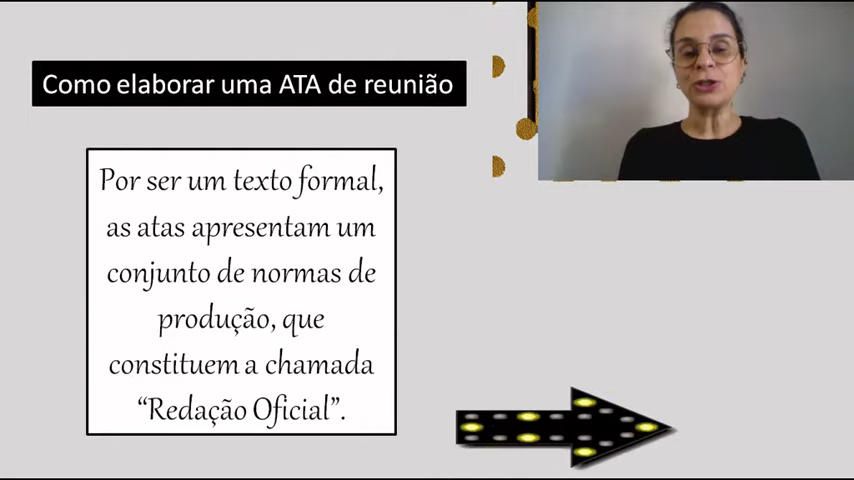 Como elaborar uma ATA de reunião
Por ser um texto formal,
as atas apresentam um
conjunto de normas de
produção, que
constituem a chamada
“Redação Oficial”.